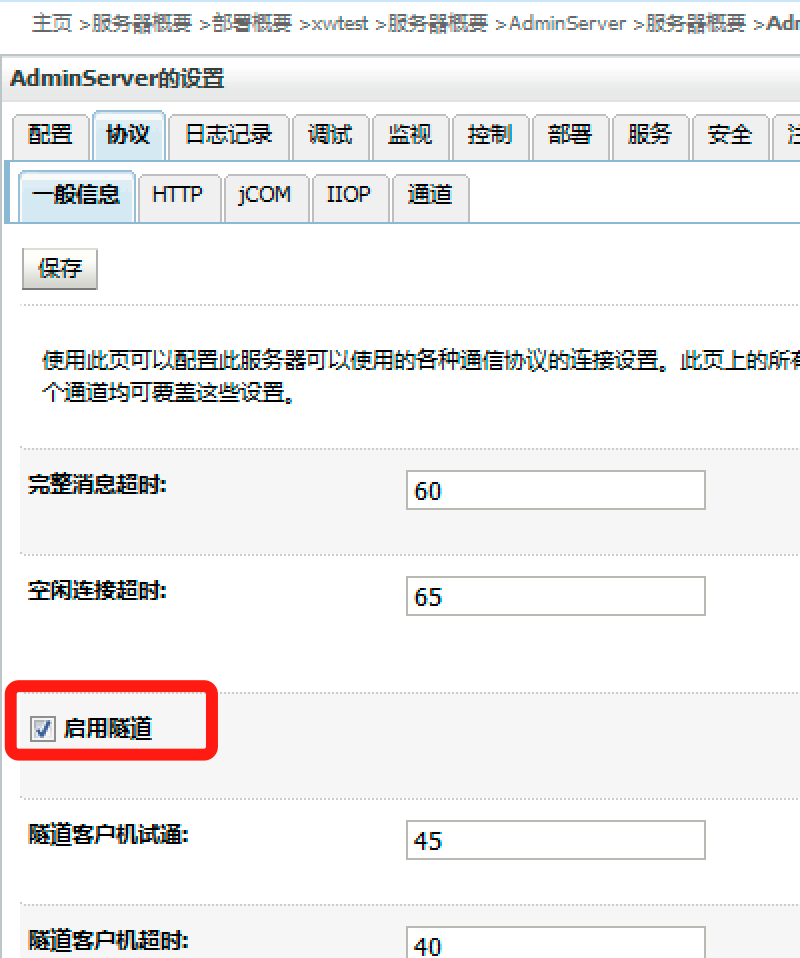 主页 >服务器概要 >部署概要 >xwtest >服务器概要 >AdminServer >服务器概要 >Adm
AdminServer的设置
配置 协议 日志记录 调试 监视 控制 部署 服务 安全
一般信息 HTTP jCOM IIOP 通道
保存
使用此页可以配置此服务器可以使用的各种通信协议的连接设置。此页上的所有
个通道均可覆盖这些设置。
完整消息超时: 60
空闲连接超时: 65
启用隧道
隧道客户机试通: 45
隧道客户机超时: 40